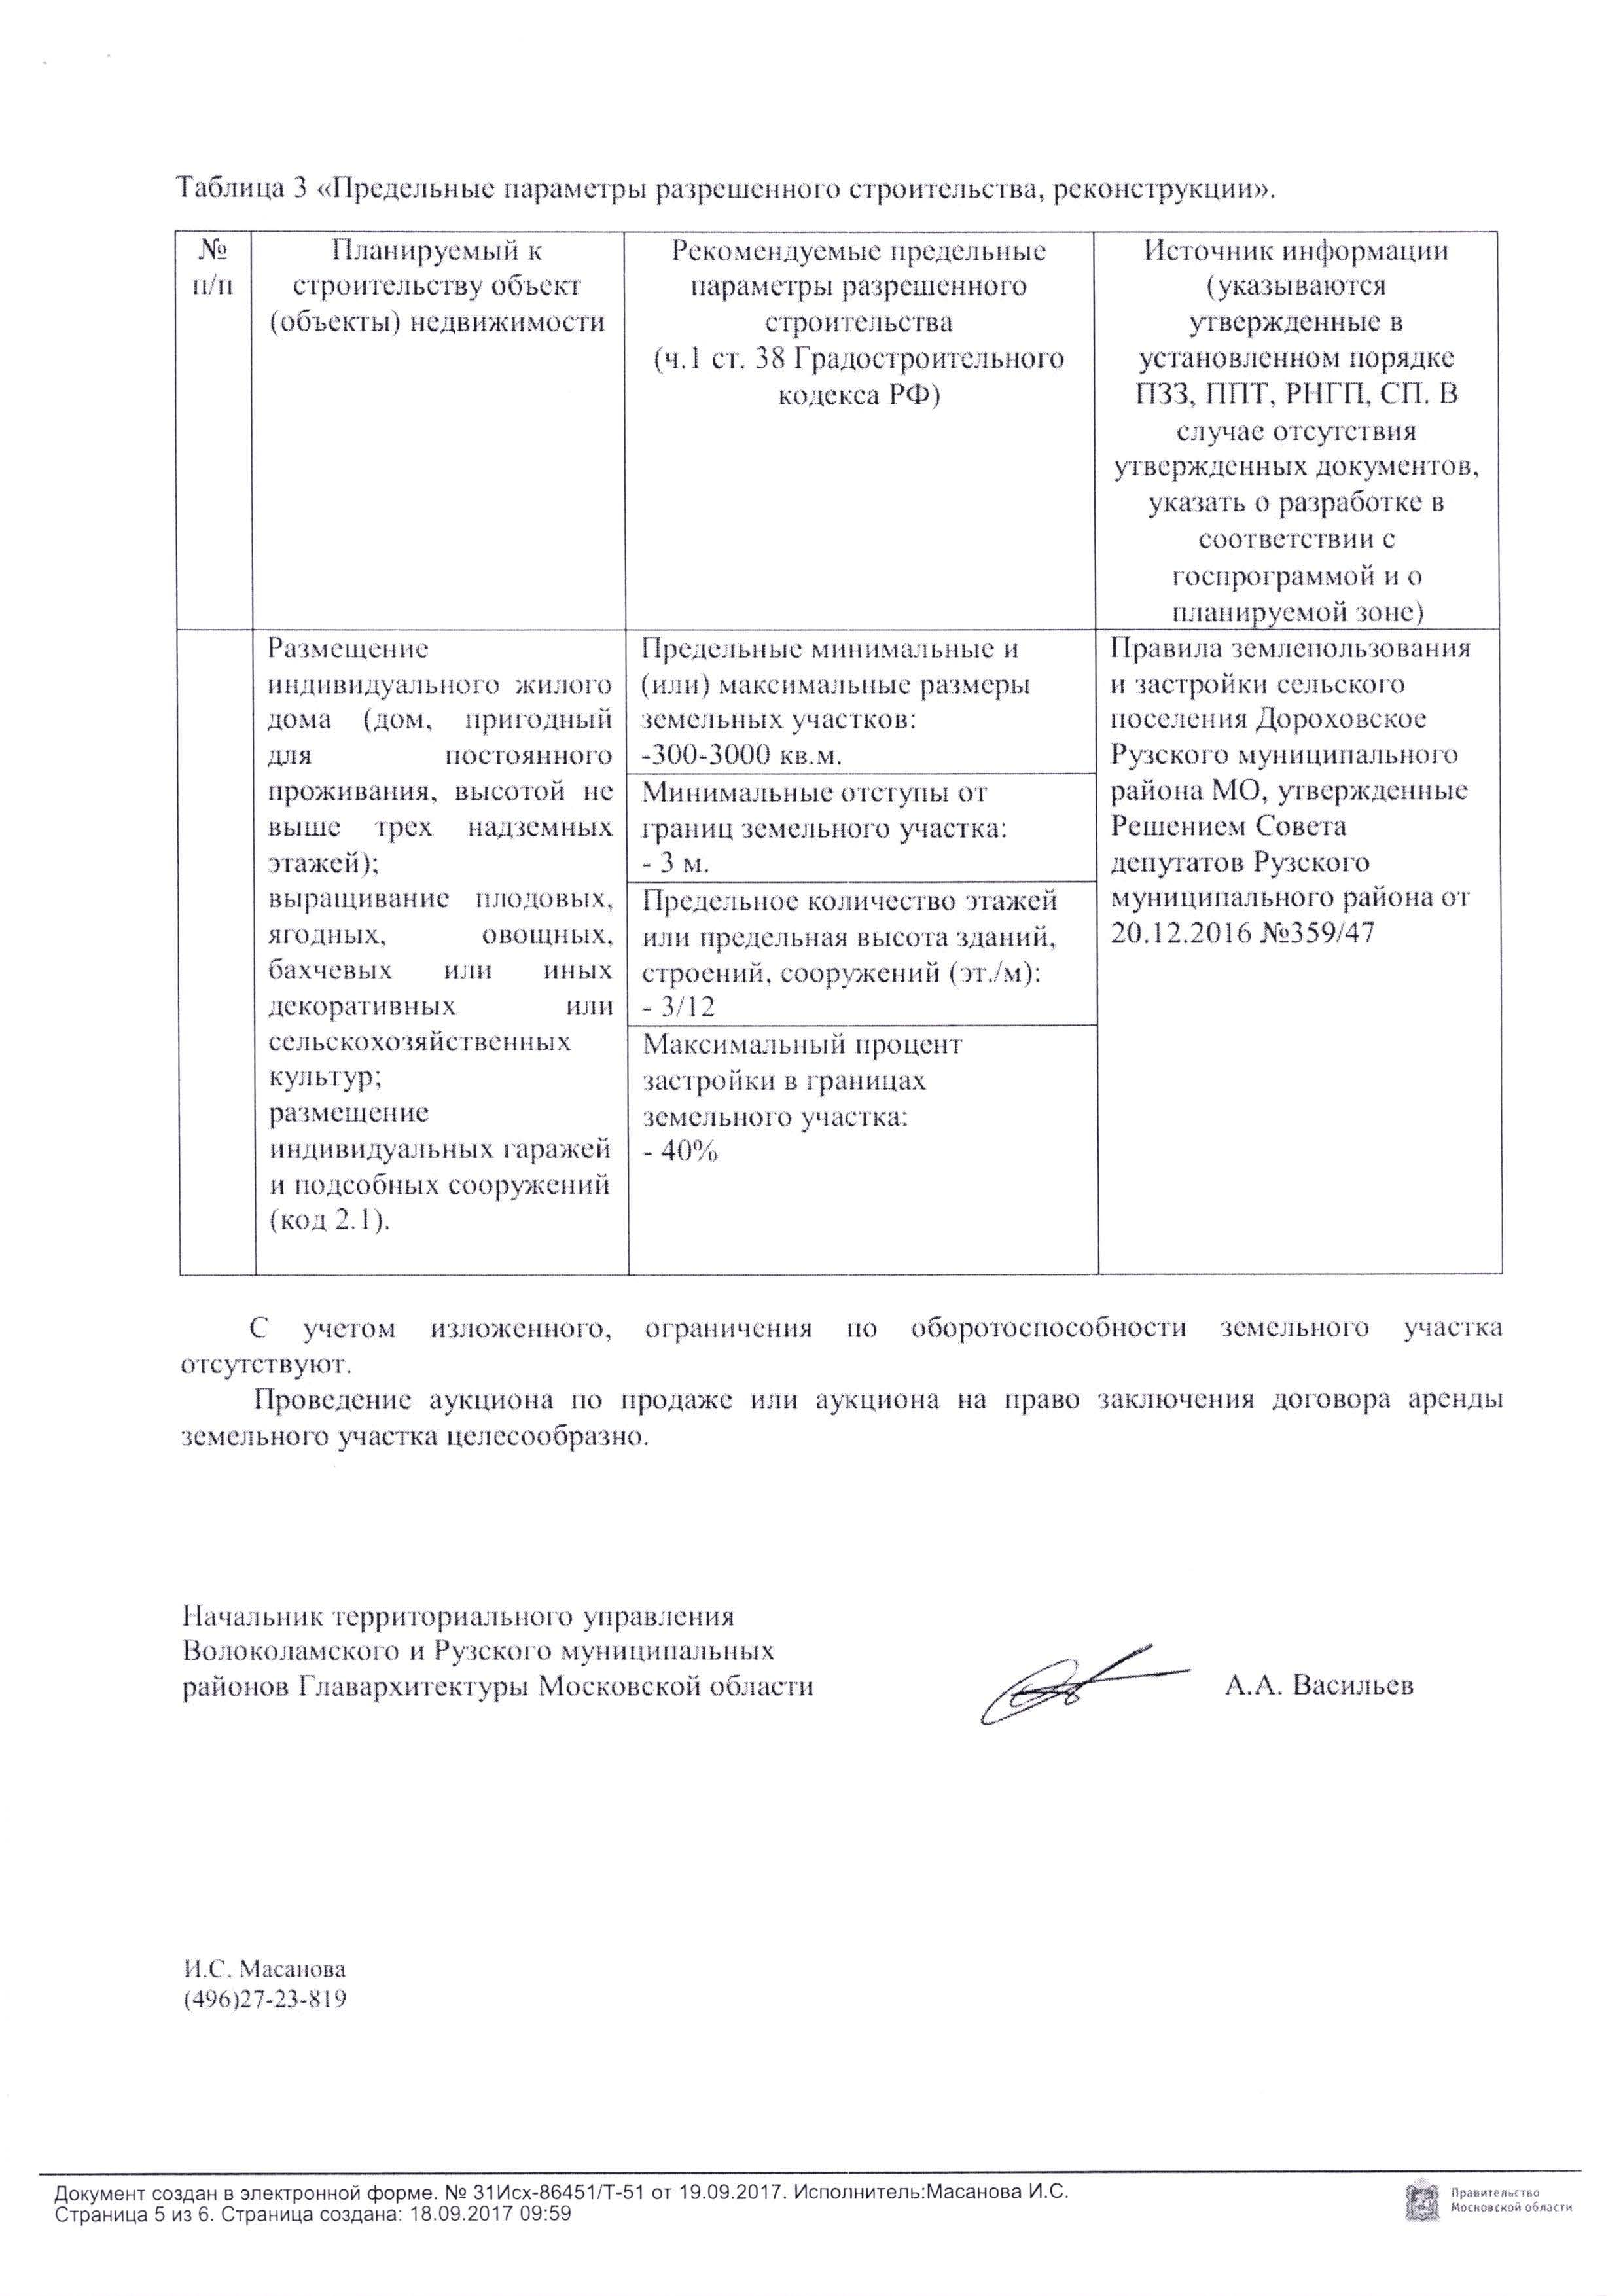 Таблица 3 «Предельные параметры разрешенного строительства, реконструкции».
№
п/п
Планируемый к
строительству объект
(объекты) недвижимости
Рекомендуемые предельные
параметры разрешенного
строительства
(ч.1 ст. 38 Градостроительного
кодекса РФ)
Источник информации
(указываются
утвержденные в
установленном порядке
ПЗЗ, ППТ, РНГП, СП. В
случае отсутствия
утвержденных документов,
указать о разработке в
соответствии с
госпрограммой и о
планируемой зоне)
Размещение
индивидуального жилого
дома (дом, пригодный
для постоянного
проживания, высотой не
выше трех надземных
этажей);
выращивание плодовых,
ягодных, овощных,
бахчевых или иных
декоративных или
сельскохозяйственных
культур;
размещение
индивидуальных гаражей
и подсобных сооружений
(код 2.1).
Предельные минимальные и
(или) максимальные размеры
земельных участков:
-300-3000 кв.м.
Минимальные отступы от
границ земельного участка:
- 3 м.
Предельное количество этажей
или предельная высота зданий,
строений, сооружений (эт./м):
- 3/12
Максимальный процент
застройки в границах
земельного участка:
- 40%
Правила землепользования
и застройки сельского
поселения Дороховское
Рузского муниципального
района МО, утвержденные
Решением Совета
депутатов Рузского
муниципального района от
20.12.2016 №359/47
С учетом изложенного, ограничения по оборотоспособности земельного участка
отсутствуют.
Проведение аукциона по продаже или аукциона на право заключения договора аренды
земельного участка целесообразно.
Начальник территориального управления
Волоколамского и Рузского муниципальных
районов Главархитектуры Московской области
А.А. Васильев
И.С. Масанова
(496)27-23-819
Документ создан в электронной форме. № 31Исх-86451/Т-51 от 19.09.2017. Исполнитель:Масанова И.С.
Страница 5 из 6. Страница создана: 18.09.2017 09:59
Правительство
Московской области